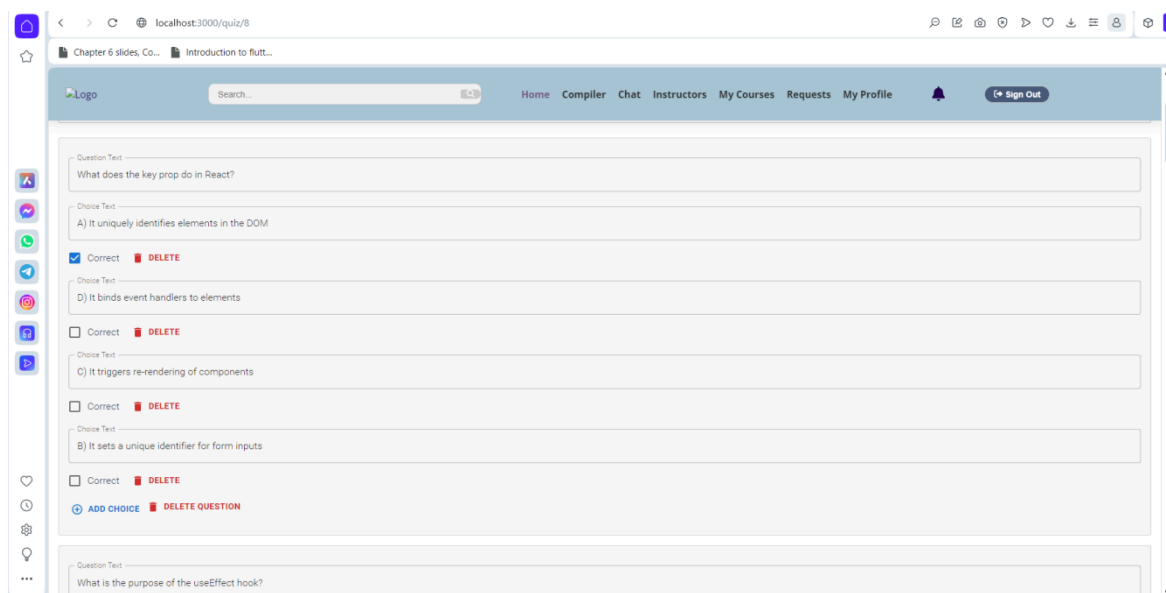 localhost:3000/quiz/8
Chapter 6 slides, Co... Introduction to flutt...
Logo Search... Home Compiler Chat Instructors My Courses Requests My Profile Sign Out
Question Text
What does the key prop do in React?
Choice Text
A) It uniquely identifies elements in the DOM
Correct DELETE
Choice Text
D) It binds event handlers to elements
Correct DELETE
Choice Text
C) It triggers re-rendering of components
Correct DELETE
Choice Text
B) It sets a unique identifier for form inputs
Correct DELETE
ADD CHOICE DELETE QUESTION
Question Text
What is the purpose of the useEffect hook?